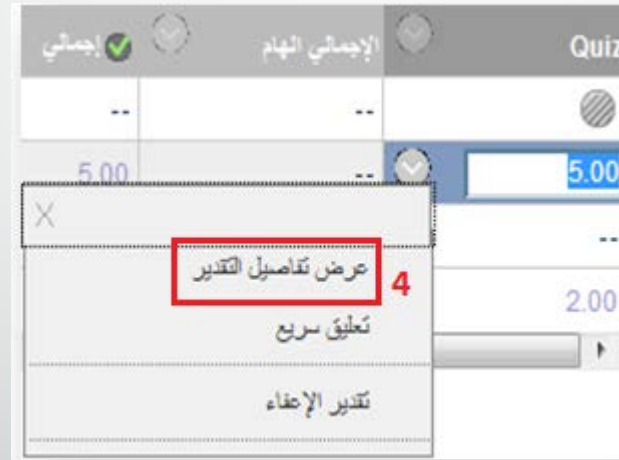 Quiz الإجمالي الهام إجمالي
-- --
5.00 -- 5.00
X
--
عرض تفاصيل التقدير 4
2.00
تعليق سريع
تقدير الإعفاء